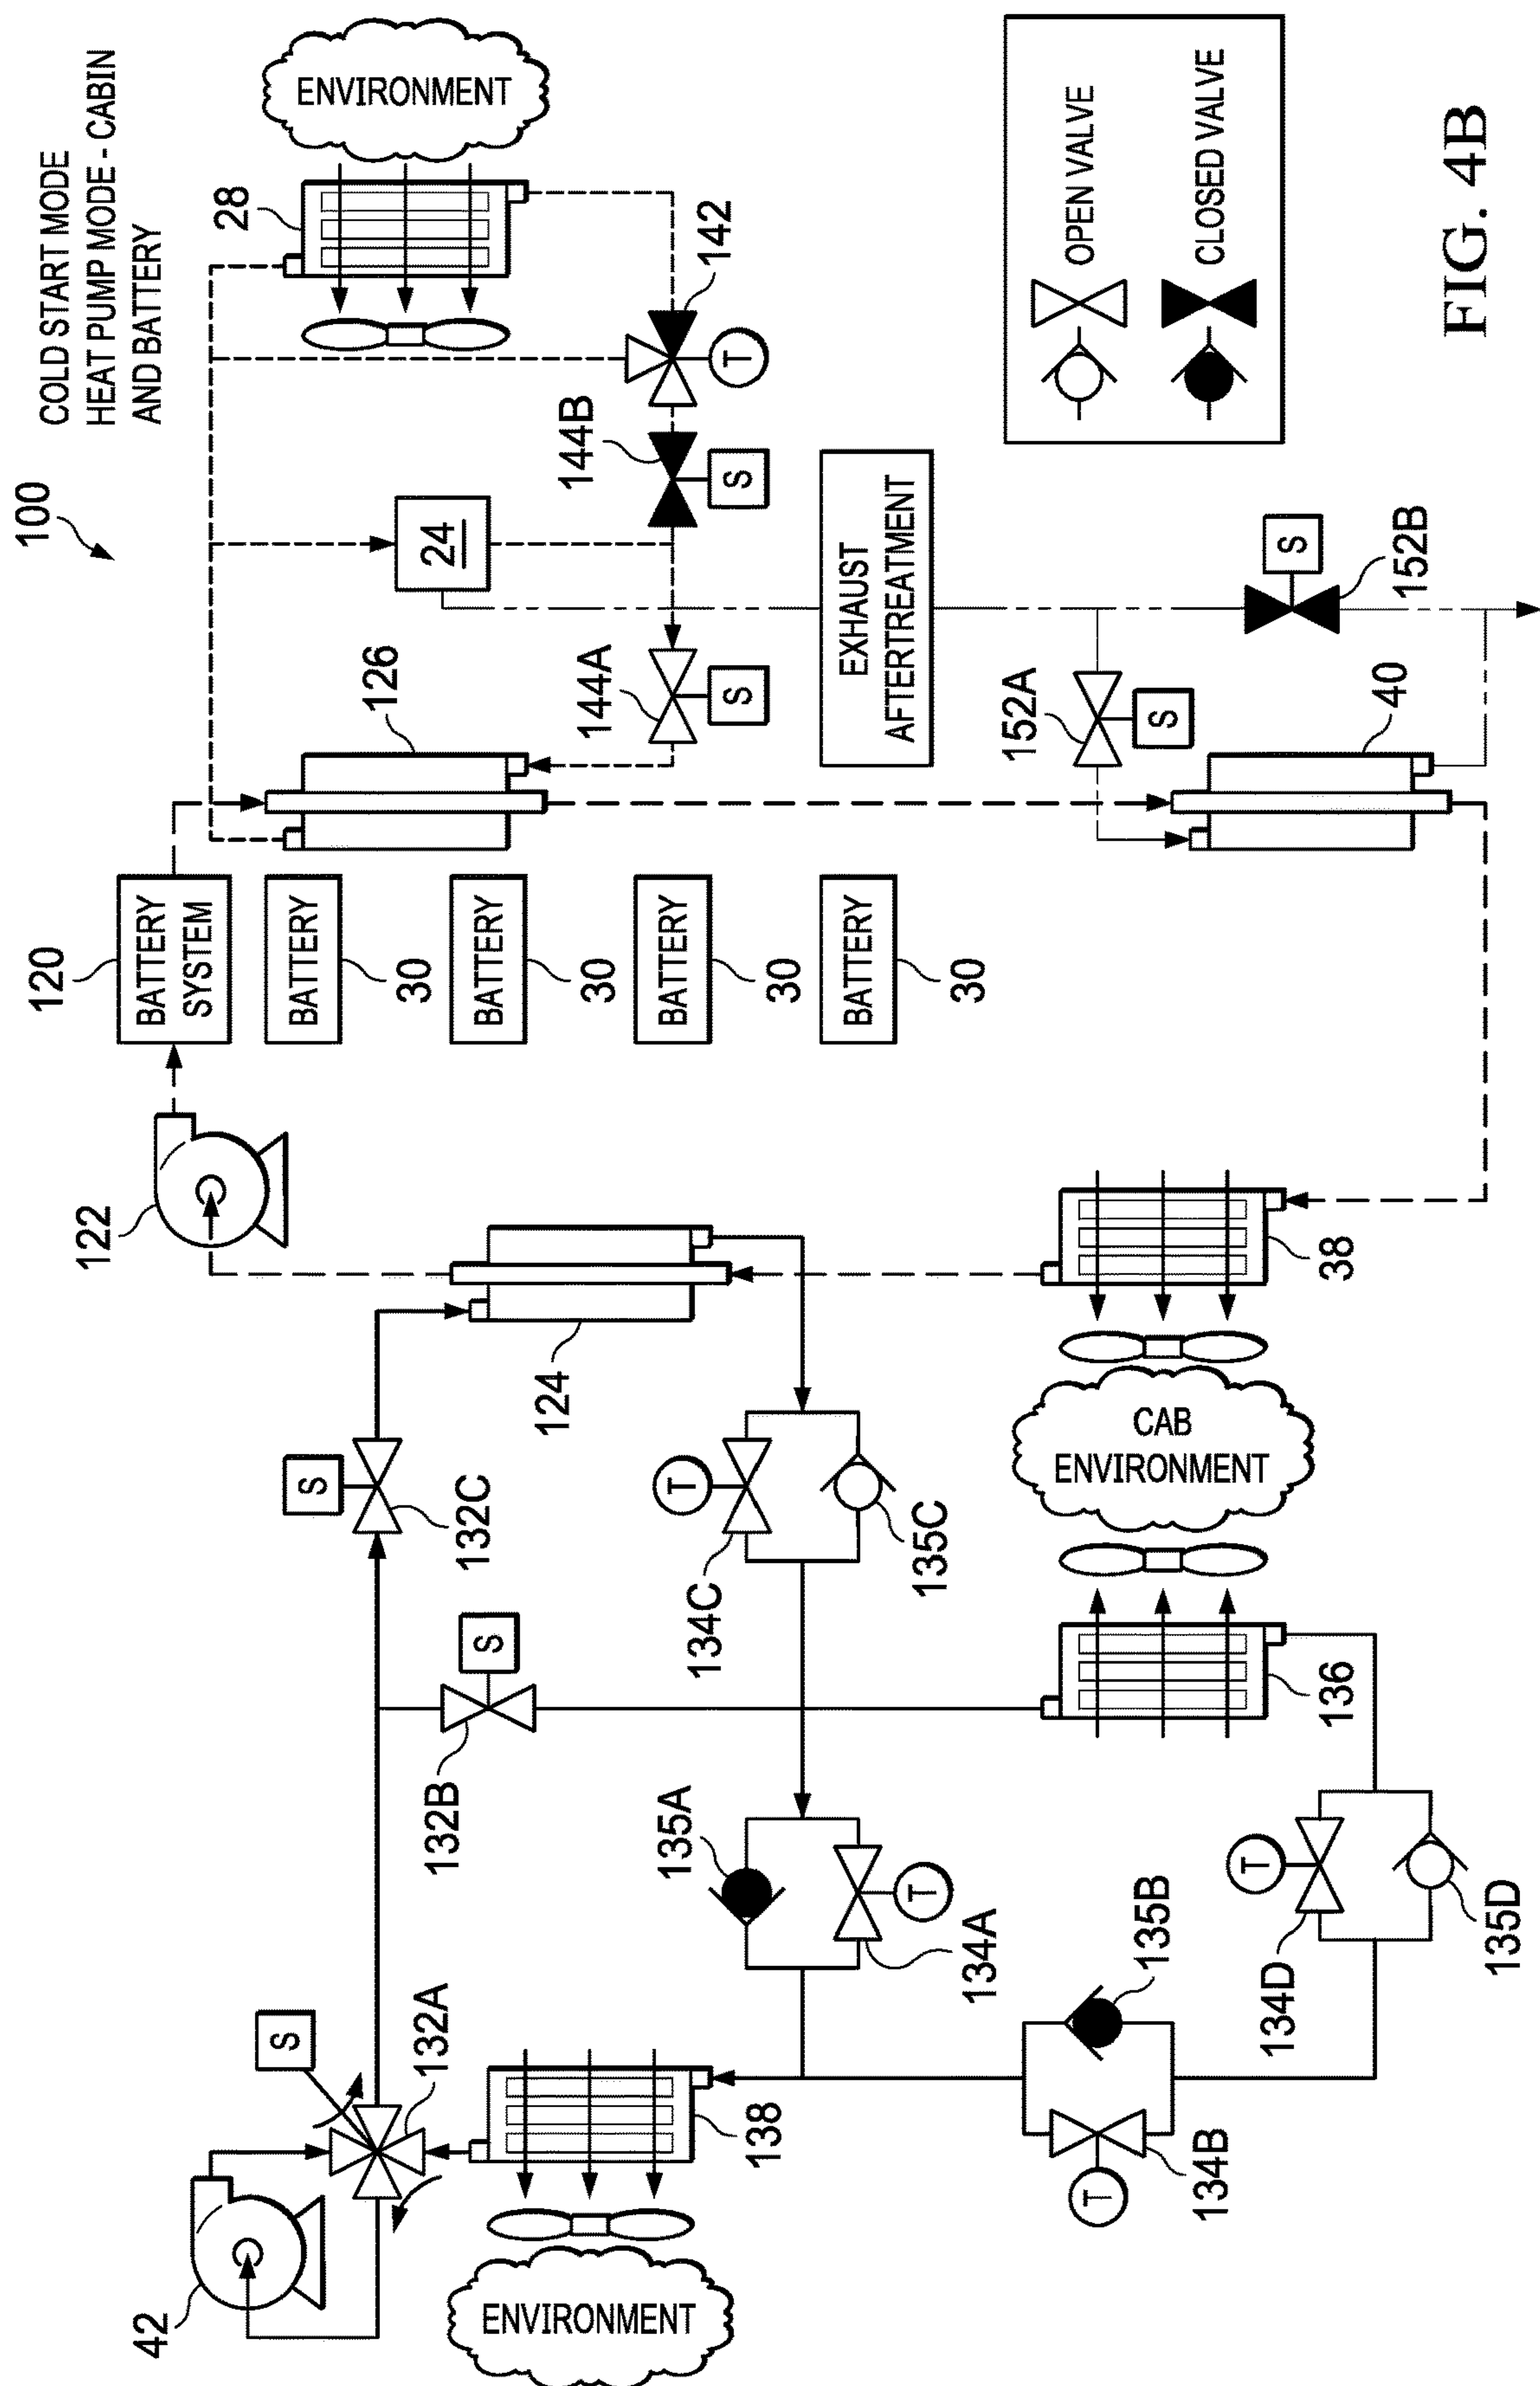 COLD START MODE
HEAT PUMP MODE - CABIN
AND BATTERY
100
120
BATTERY
SYSTEM
122
132C
S
S
132A
42
126
24
28
ENVIRONMENT
BATTERY
30
BATTERY
30
BATTERY
30
BATTERY
30
144A
S
144B
S
142
T
124
S
132B
T
134C
135C
135A
T
134A
138
ENVIRONMENT
EXHAUST
AFTERTREATMENT
152A
S
40
S
152B
38
CAB
ENVIRONMENT
136
135B
T
134B
T
134D
135D
OPEN VALVE
CLOSED VALVE
FIG. 4B